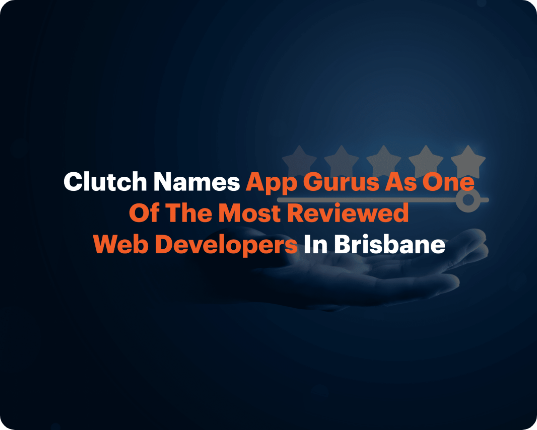 Clutch Names App Gurus As One
Of The Most Reviewed
Web Developers In Brisbane